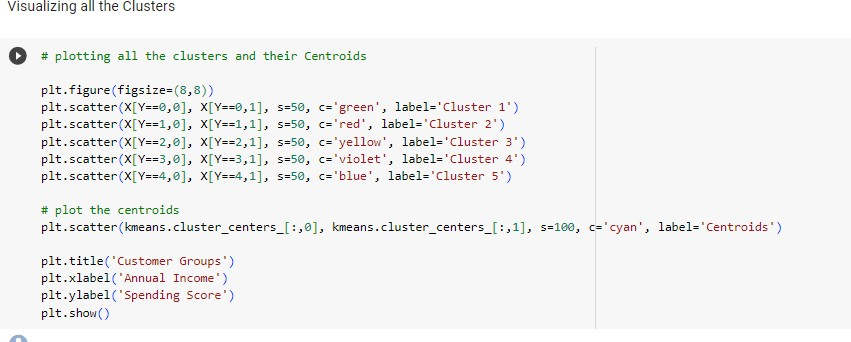 Visualizing all the Clusters
# plotting all the clusters and their Centroids
plt.figure(figsize=(8,8))
plt.scatter(X[Y==0,0], X[Y==0,1], s=50, c='green', label='Cluster 1')
plt.scatter(X[Y==1,0], X[Y==1,1], s=50, c='red', label='Cluster 2')
plt.scatter(X[Y==2,0], X[Y==2,1], s=50, c='yellow', label='Cluster 3')
plt.scatter(X[Y==3,0], X[Y==3,1], s=50, c='violet', label='Cluster 4')
plt.scatter(X[Y==4,0], X[Y==4,1], s=50, c='blue', label='Cluster 5')
# plot the centroids
plt.scatter(kmeans.cluster_centers_[:,0], kmeans.cluster_centers_[:,1], s=100, c='cyan', label='Centroids')
plt.title('Customer Groups')
plt.xlabel('Annual Income')
plt.ylabel('Spending Score')
plt.show()